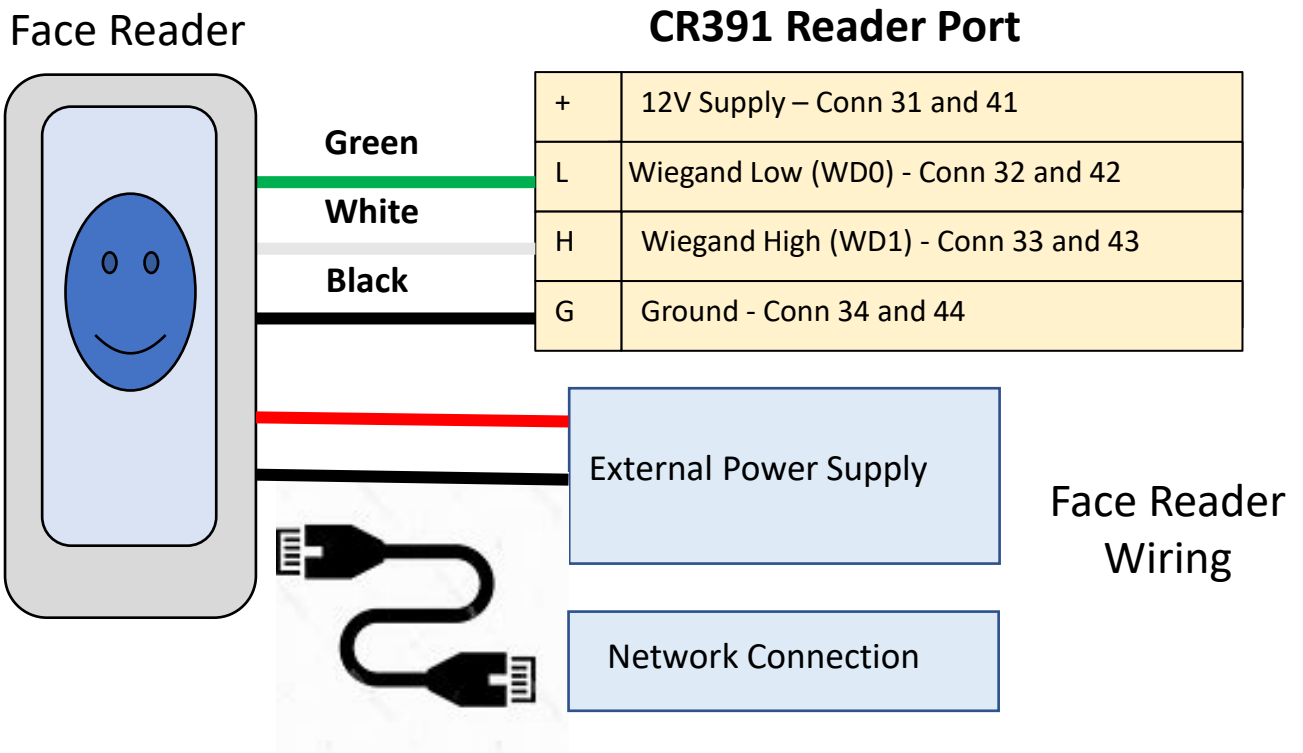 Face Reader
CR391 Reader Port
+ 12V Supply – Conn 31 and 41
Green
L Wiegand Low (WD0) - Conn 32 and 42
White
H Wiegand High (WD1) - Conn 33 and 43
Black
G Ground - Conn 34 and 44
External Power Supply
Face Reader
Wiring
Network Connection